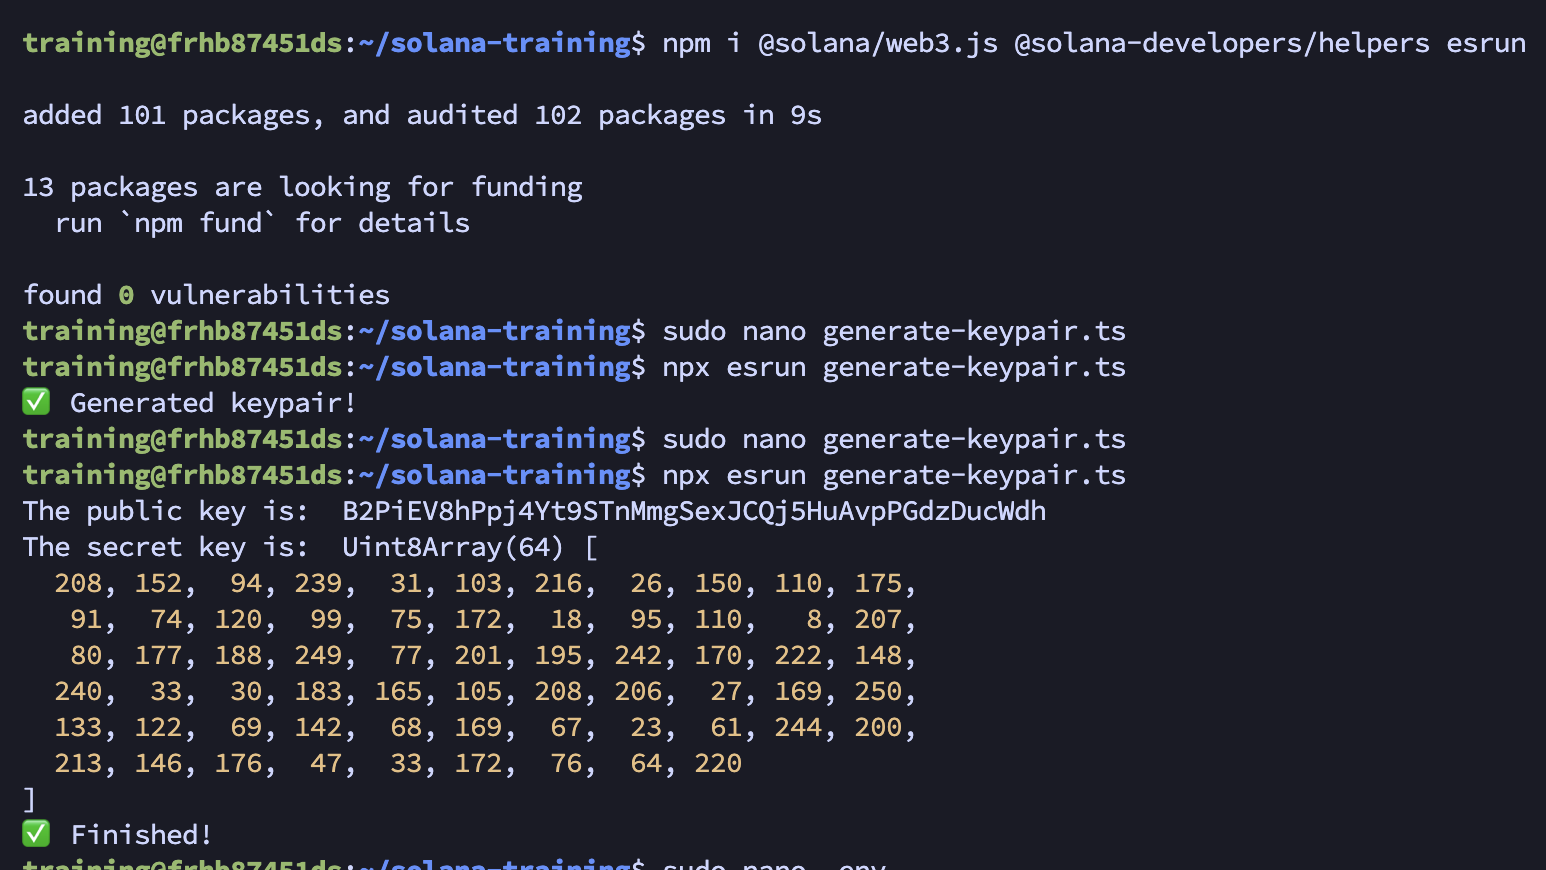 training@frhb87451ds:~/solana-training$ npm i @solana/web3.js @solana-developers/helpers esrun
added 101 packages, and audited 102 packages in 9s
13 packages are looking for funding
  run `npm fund` for details
found 0 vulnerabilities
training@frhb87451ds:~/solana-training$ sudo nano generate-keypair.ts
training@frhb87451ds:~/solana-training$ npx esrun generate-keypair.ts
✅ Generated keypair!
training@frhb87451ds:~/solana-training$ sudo nano generate-keypair.ts
training@frhb87451ds:~/solana-training$ npx esrun generate-keypair.ts
The public key is:  B2PiEV8hPpj4Yt9STnMmgSexJCQj5HuAvpPGdzDucWdh
The secret key is:  Uint8Array(64) [
  208, 152,  94, 239,  31, 103, 216,  26, 150, 110, 175,
   91,  74, 120,  99,  75, 172,  18,  95, 110,   8, 207,
   80, 177, 188, 249,  77, 201, 195, 242, 170, 222, 148,
  240,  33,  30, 183, 165, 105, 208, 206,  27, 169, 250,
  133, 122,  69, 142,  68, 169,  67,  23,  61, 244, 200,
  213, 146, 176,  47,  33, 172,  76,  64, 220
]
✅ Finished!
training@frhb87451ds:~/solana-training$ sudo nano .env